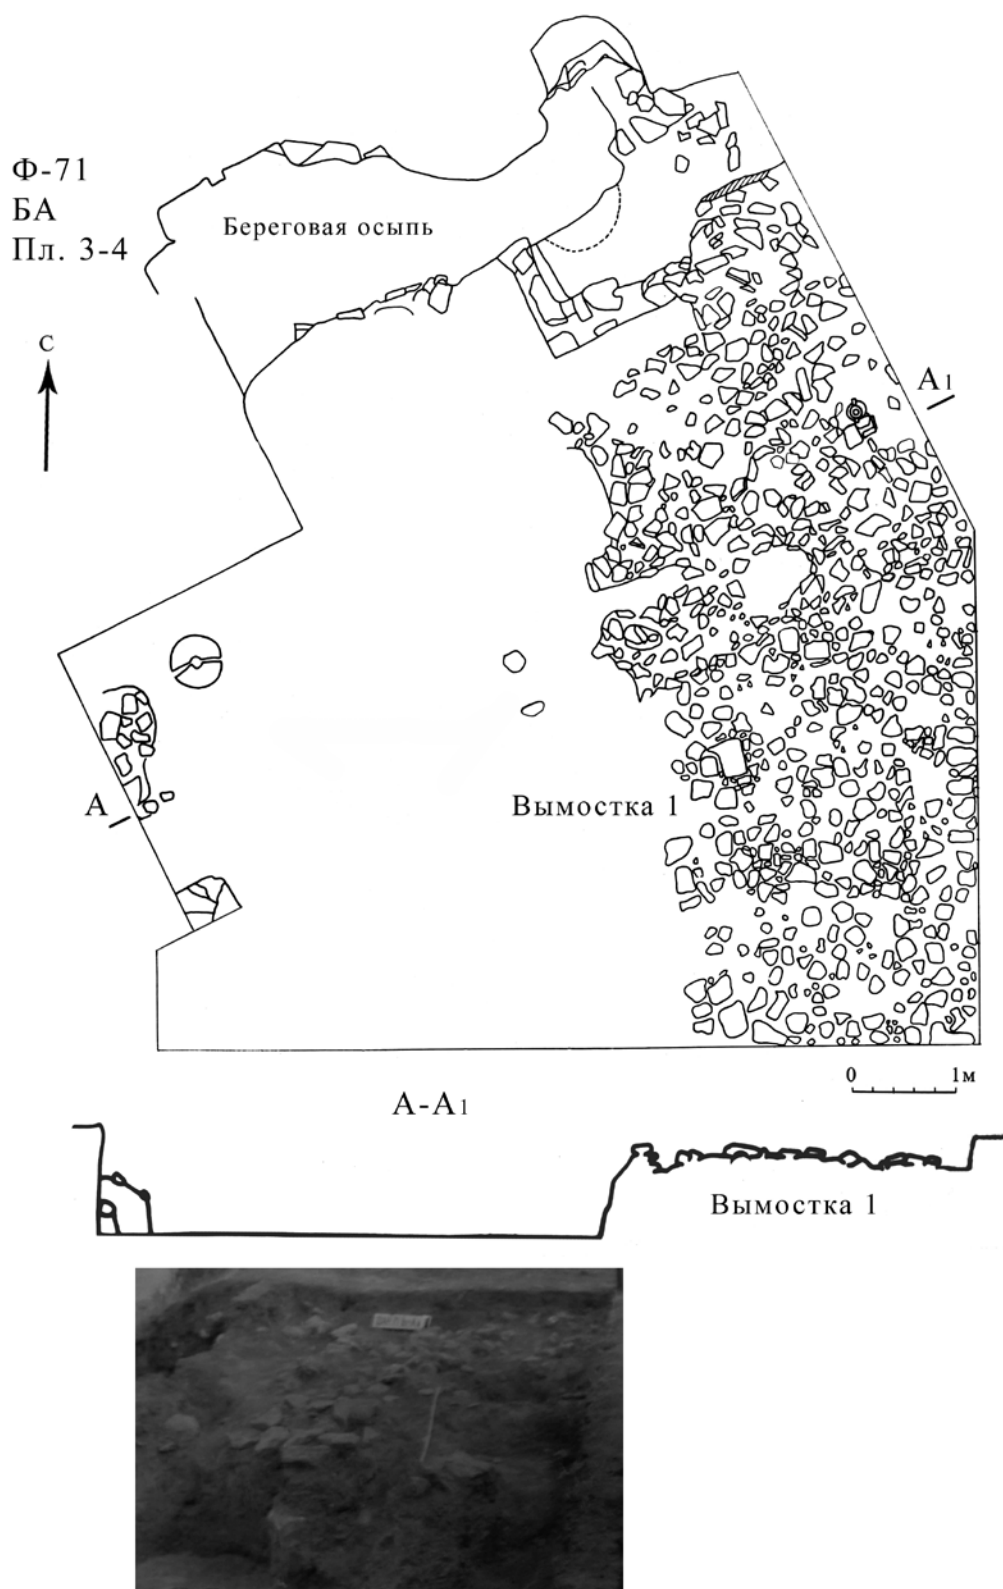 Ф-71
БА
Пл. 3-4
Береговая осыпь
С
А1
А
Вымостка 1
0 1м
А-А1
Вымостка 1